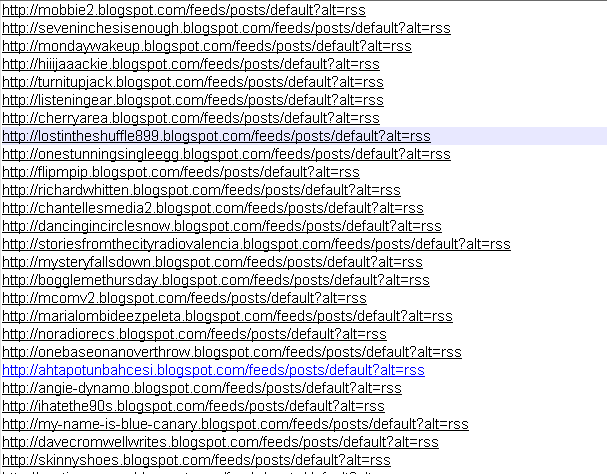 http://mobbie2.blogspot.com/feeds/posts/default?alt=rss
http://seveninchesisenough.blogspot.com/feeds/posts/default?alt=rss
http://mondaywakeup.blogspot.com/feeds/posts/default?alt=rss
http://hiiijaaackie.blogspot.com/feeds/posts/default?alt=rss
http://turnitupjack.blogspot.com/feeds/posts/default?alt=rss
http://listeningear.blogspot.com/feeds/posts/default?alt=rss
http://cherryarea.blogspot.com/feeds/posts/default?alt=rss
http://lostintheshuffle899.blogspot.com/feeds/posts/default?alt=rss
http://onestunningsingleegg.blogspot.com/feeds/posts/default?alt=rss
http://flipmpip.blogspot.com/feeds/posts/default?alt=rss
http://richardwhitten.blogspot.com/feeds/posts/default?alt=rss
http://chantellesmedia2.blogspot.com/feeds/posts/default?alt=rss
http://dancingincirclesnow.blogspot.com/feeds/posts/default?alt=rss
http://storiesfromthecityradiovalencia.blogspot.com/feeds/posts/default?alt=rss
http://mysteryfallsdown.blogspot.com/feeds/posts/default?alt=rss
http://bogglemethursday.blogspot.com/feeds/posts/default?alt=rss
http://mcomv2.blogspot.com/feeds/posts/default?alt=rss
http://marialombideezpeleta.blogspot.com/feeds/posts/default?alt=rss
http://noradiorecs.blogspot.com/feeds/posts/default?alt=rss
http://onebaseonanoverthrow.blogspot.com/feeds/posts/default?alt=rss
http://ahtapotunbahcesi.blogspot.com/feeds/posts/default?alt=rss
http://angie-dynamo.blogspot.com/feeds/posts/default?alt=rss
http://ihatethe90s.blogspot.com/feeds/posts/default?alt=rss
http://my-name-is-blue-canary.blogspot.com/feeds/posts/default?alt=rss
http://davecromwellwrites.blogspot.com/feeds/posts/default?alt=rss
http://skinnyshoes.blogspot.com/feeds/posts/default?alt=rss